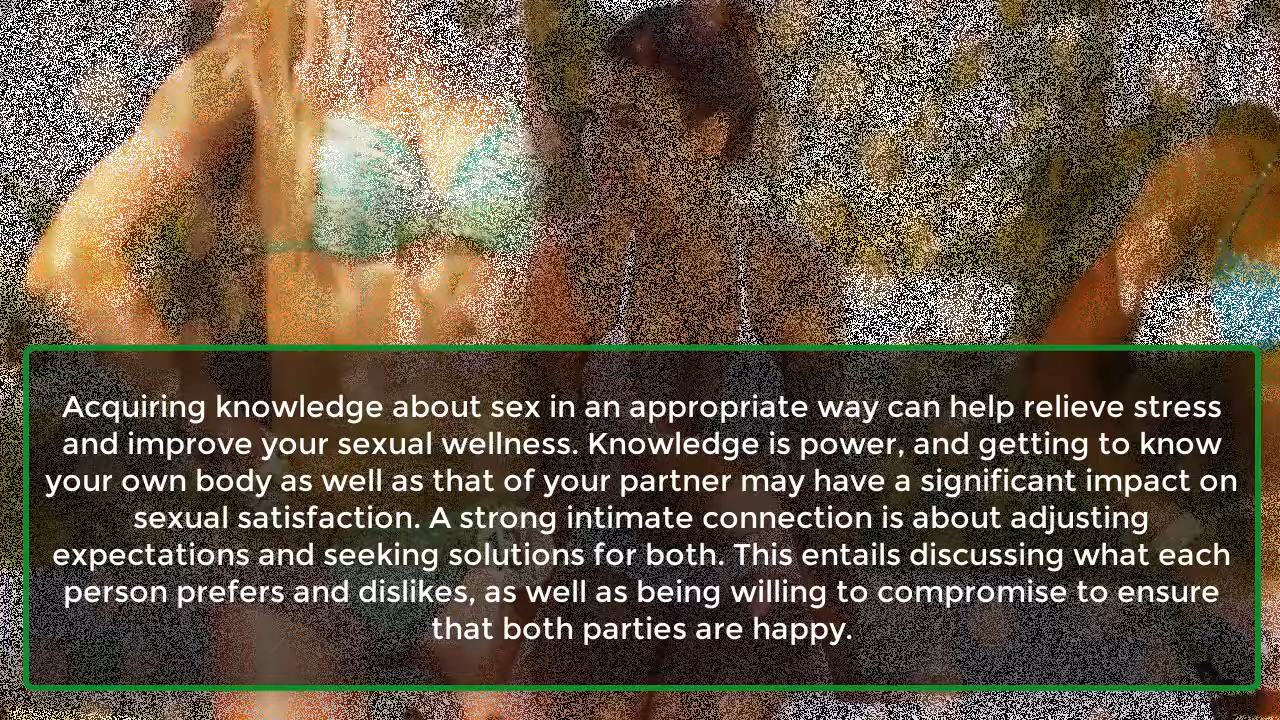 Acquiring knowledge about sex in an appropriate way can help relieve stress
and improve your sexual wellness. Knowledge is power, and getting to know
your own body as well as that of your partner may have a significant impact on
sexual satisfaction. A strong intimate connection is about adjusting
expectations and seeking solutions for both. This entails discussing what each
person prefers and dislikes, as well as being willing to compromise to ensure
that both parties are happy.